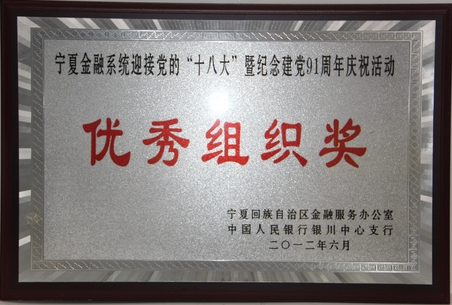 宁夏金融系统迎接党的“十八大”暨纪念建党91周年庆祝活动
优秀组织奖
宁夏回族自治区金融服务办公室
中国人民银行银川中心支行
二〇一二年六月